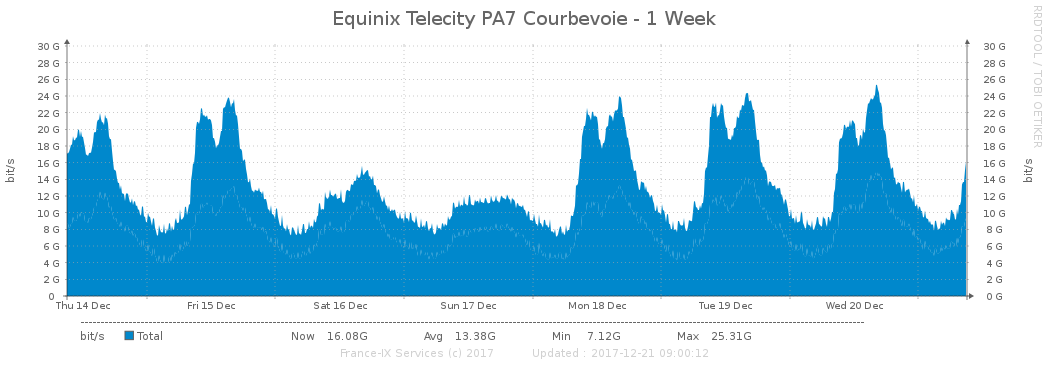 Equinix Telecity PA7 Courbevoie - 1 Week
RRDTOOL / TOBI OETIKER
bit/s
30 G
28 G
26 G
24 G
22 G
20 G
18 G
16 G
14 G
12 G
10 G
8 G
6 G
4 G
2 G
0
30 G
28 G
26 G
24 G
22 G
20 G
18 G
16 G
14 G
12 G
10 G
8 G
6 G
4 G
2 G
0 G
bit/s
Thu 14 Dec Fri 15 Dec Sat 16 Dec Sun 17 Dec Mon 18 Dec Tue 19 Dec Wed 20 Dec
bit/s Total Now 16.08G Avg 13.38G Min 7.12G Max 25.31G
France-IX Services (c) 2017 Updated : 2017-12-21 09:00:12